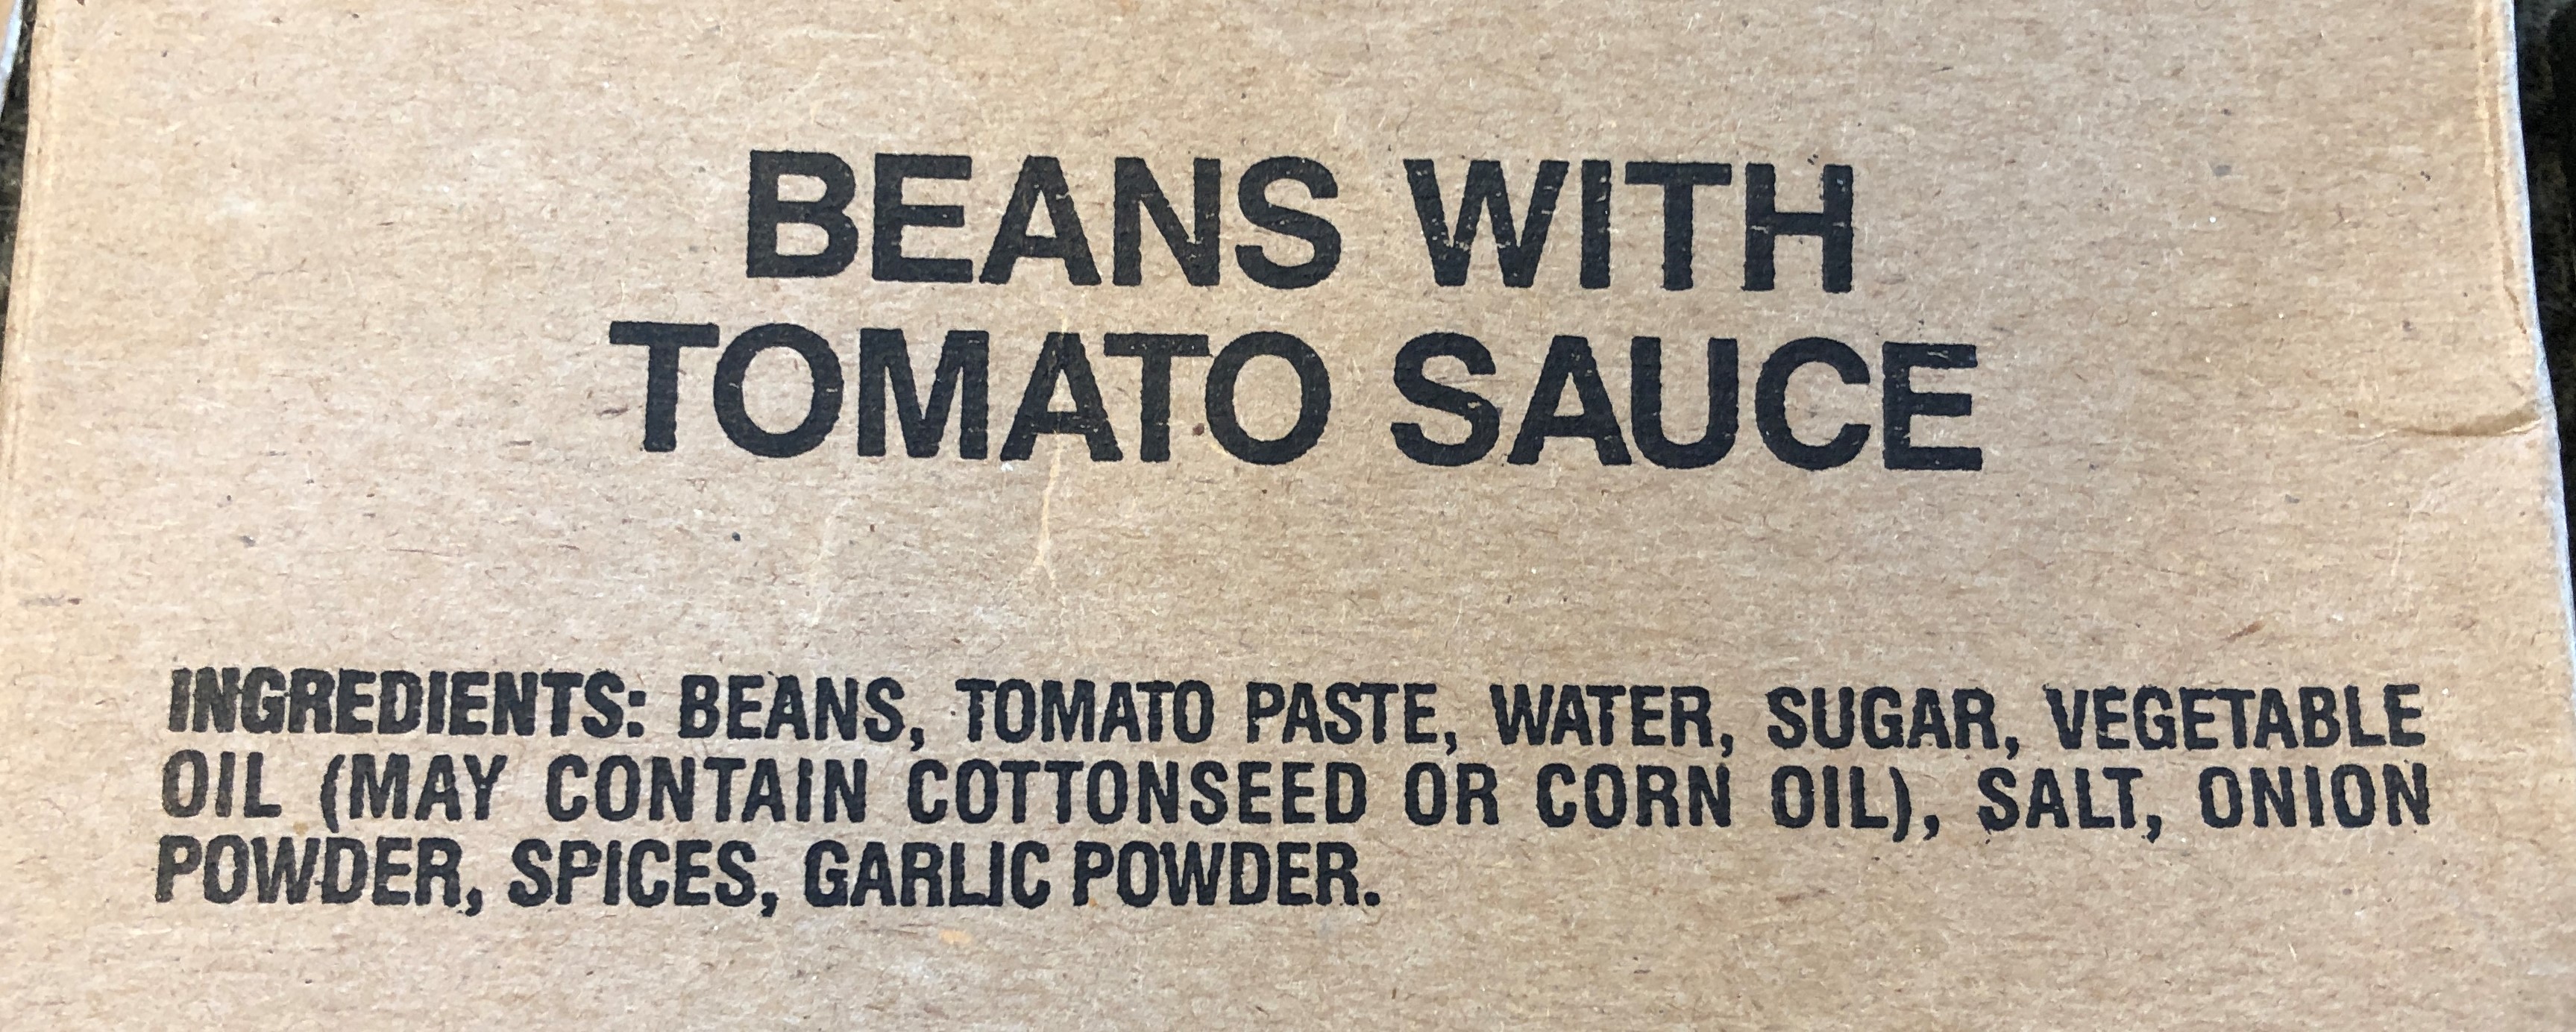 BEANS WITH
TOMATO SAUCE
INGREDIENTS: BEANS, TOMATO PASTE, WATER, SUGAR, VEGETABLE
OIL (MAY CONTAIN COTTONSEED OR CORN OIL), SALT, ONION
POWDER, SPICES, GARLIC POWDER.